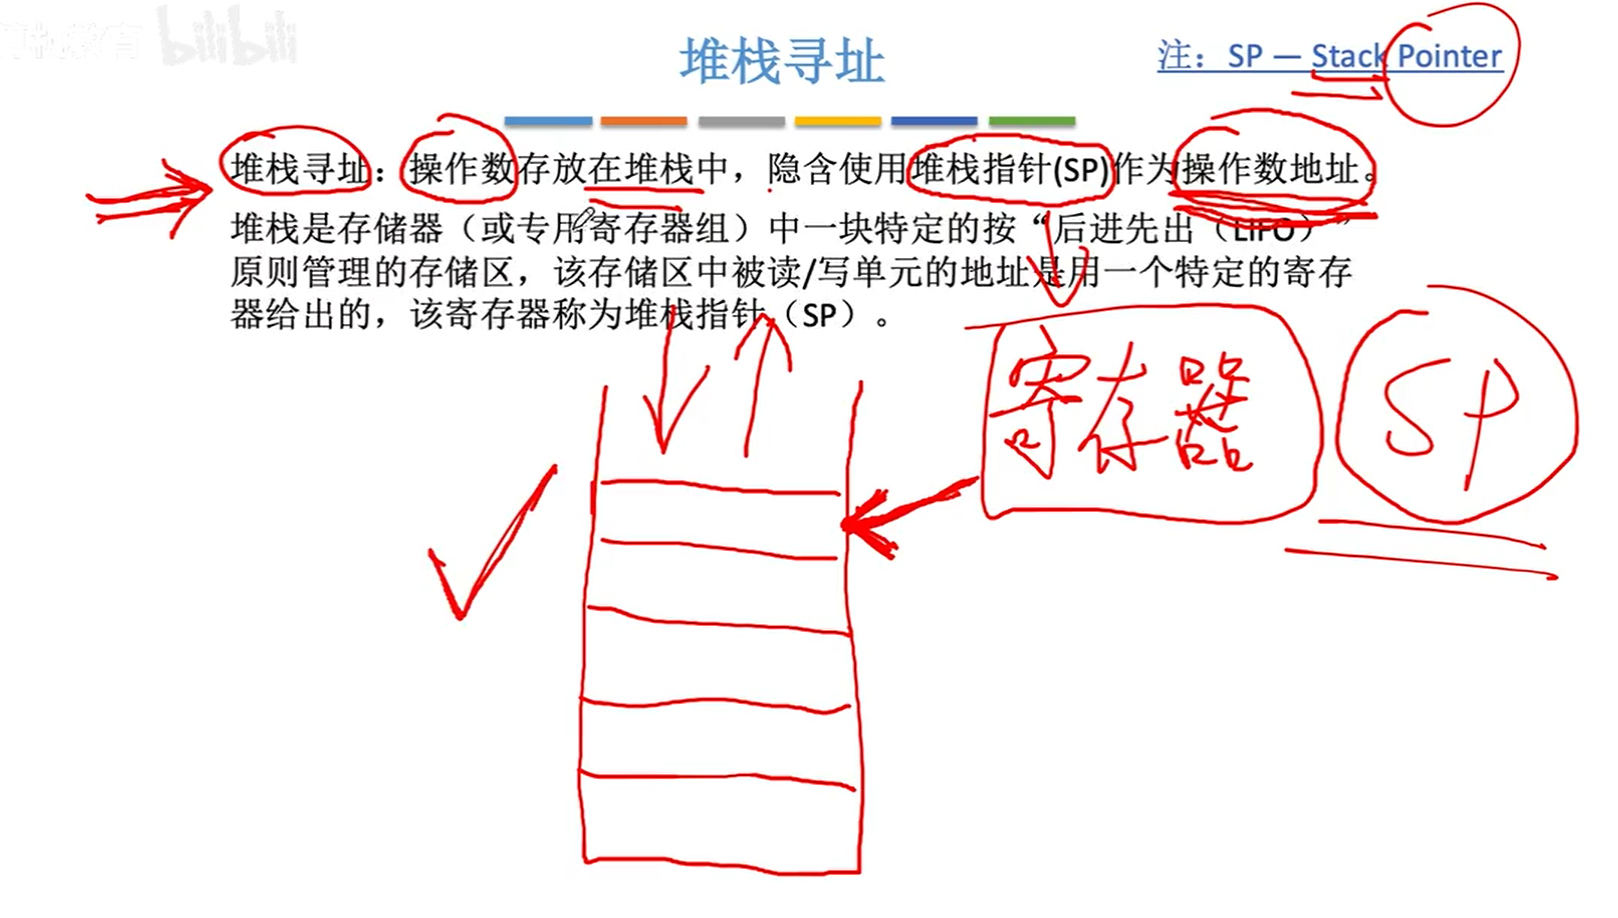 bilibili
堆栈寻址
注：SP — Stack Pointer
堆栈寻址：操作数存放在堆栈中，隐含使用堆栈指针(SP)作为操作数地址。
堆栈是存储器（或专用寄存器组）中一块特定的按“后进先出（LIFO）”
原则管理的存储区，该存储区中被读/写单元的地址是用一个特定的寄存
器给出的，该寄存器称为堆栈指针（SP）。
寄存器
SP